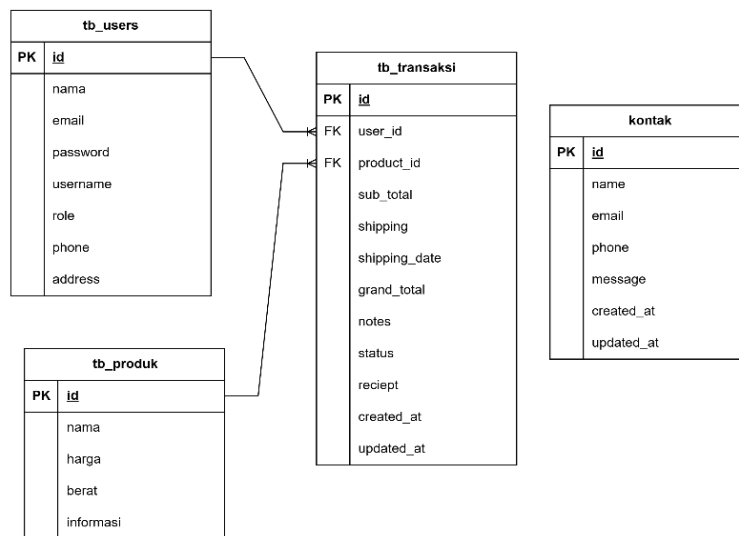 tb_users
PK id
nama
email
password
username
role
phone
address
tb_transaksi
PK id
FK user_id
FK product_id
sub_total
shipping
shipping_date
grand_total
notes
status
reciept
created_at
updated_at
kontak
PK id
name
email
phone
message
created_at
updated_at
tb_produk
PK id
nama
harga
berat
informasi